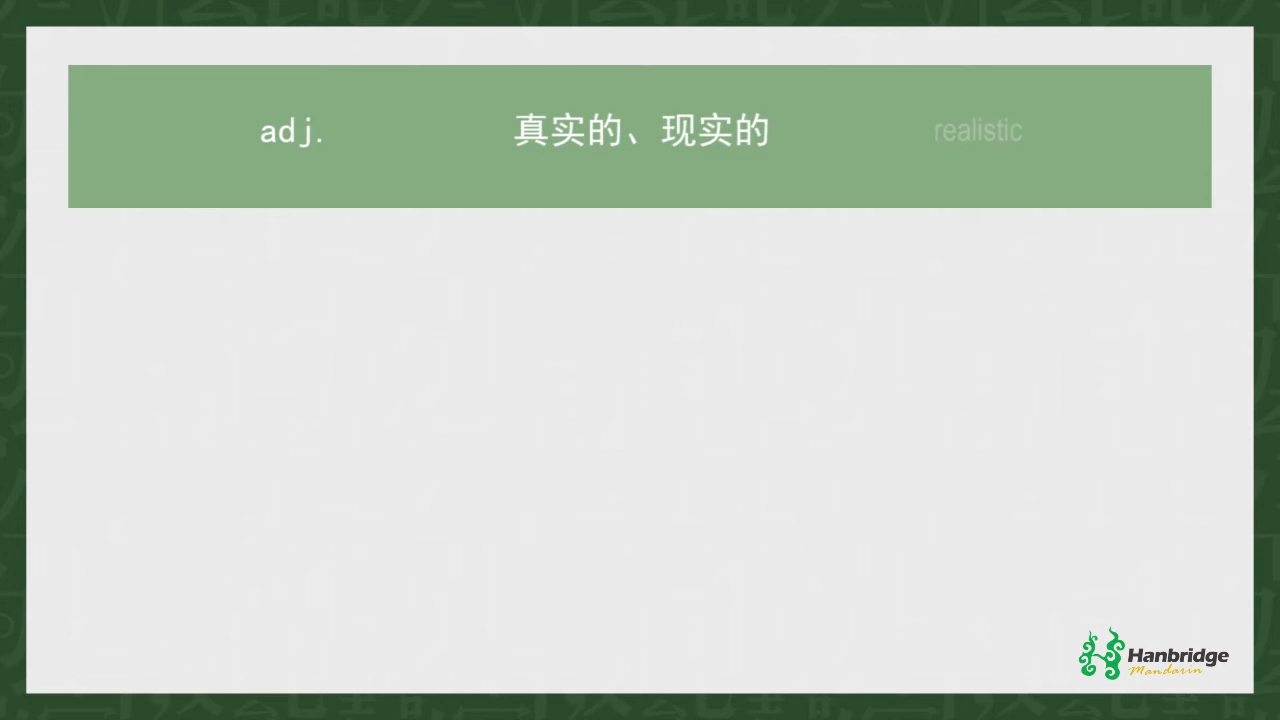 adj. 真实的、现实的 realistic
Hanbridge
Mandarin